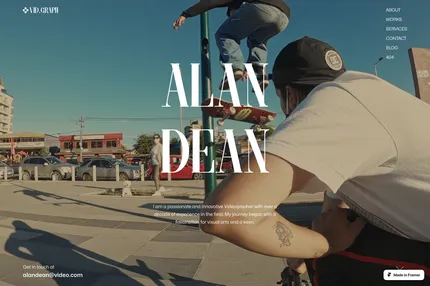 VID.GRAPH
ABOUT
WORKS
SERVICES
CONTACT
BLOG
404
ALAN
DEAN
I am a passionate and innovative Videographer with over a
decade of experience in the field. My journey began with a
fascination for visual arts and a keen
Get in touch at
alandean@video.com
Made in Framer